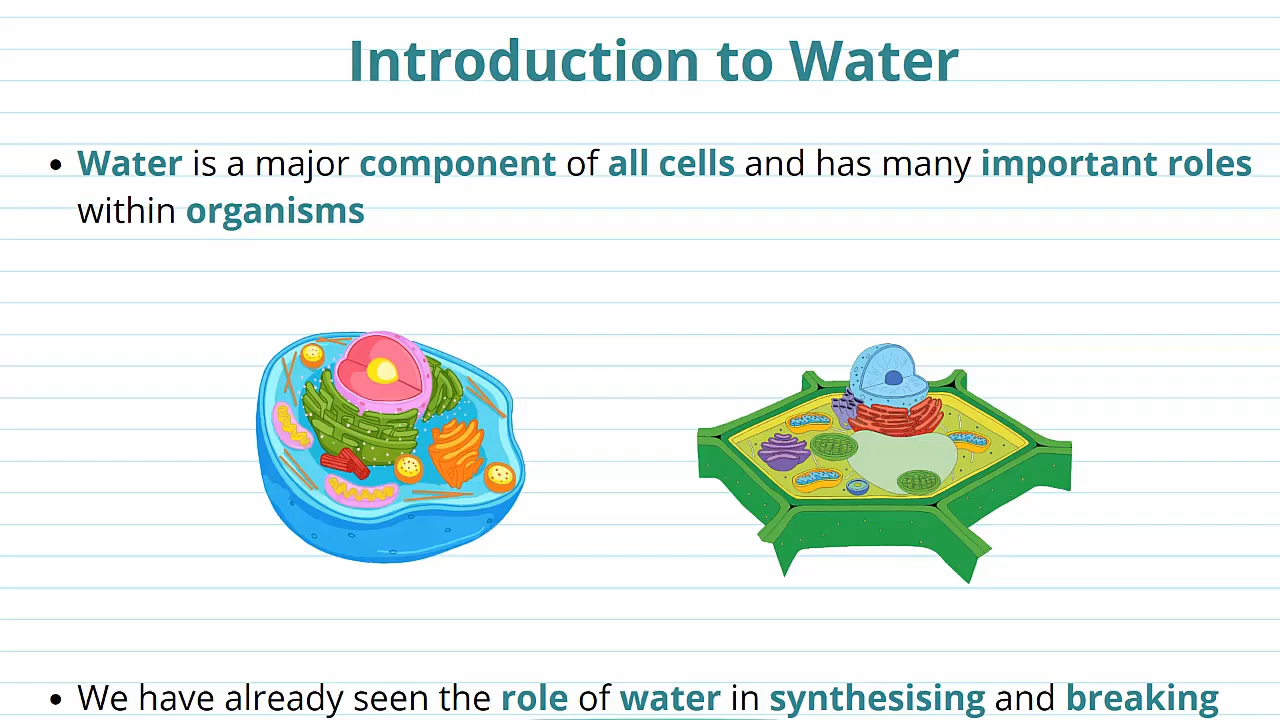 Introduction to Water
• Water is a major component of all cells and has many important roles
within organisms
• We have already seen the role of water in synthesising and breaking